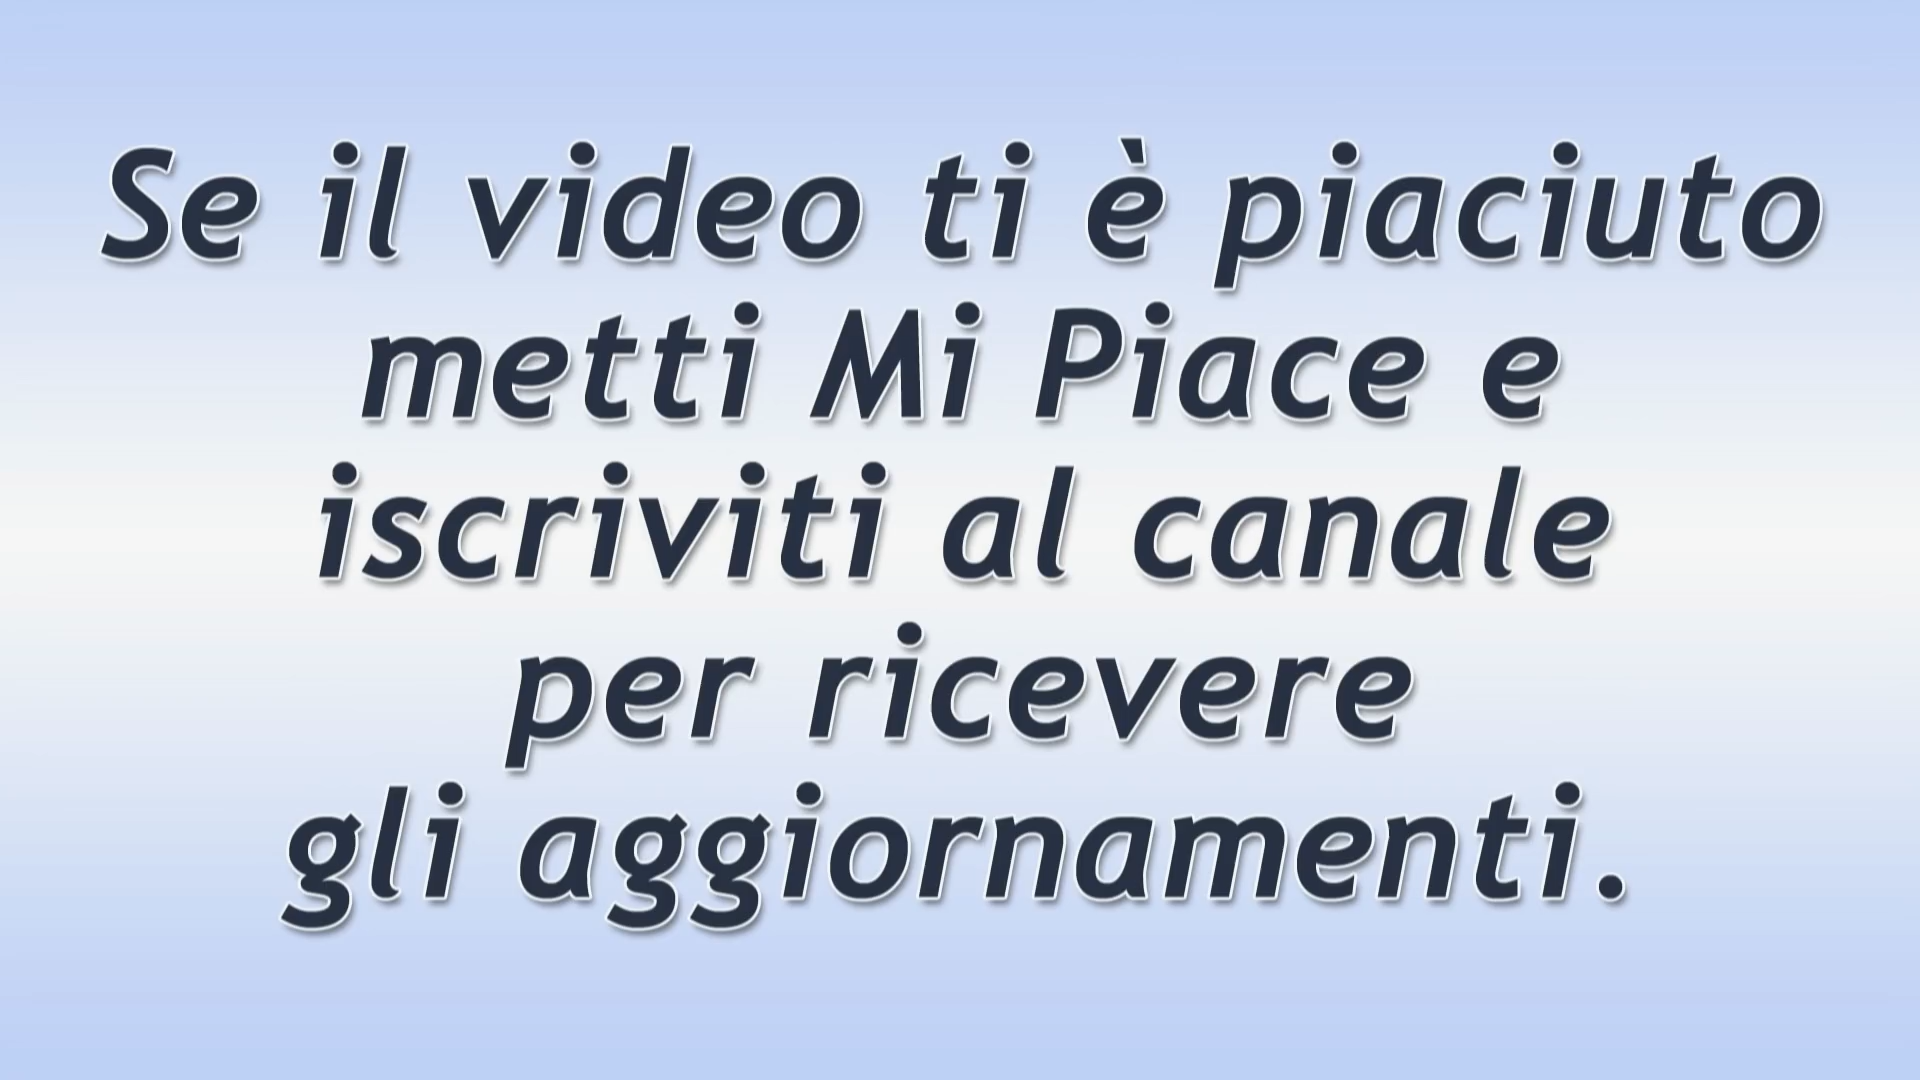 Se il video ti è piaciuto
metti Mi Piace e
iscriviti al canale
per ricevere
gli aggiornamenti.